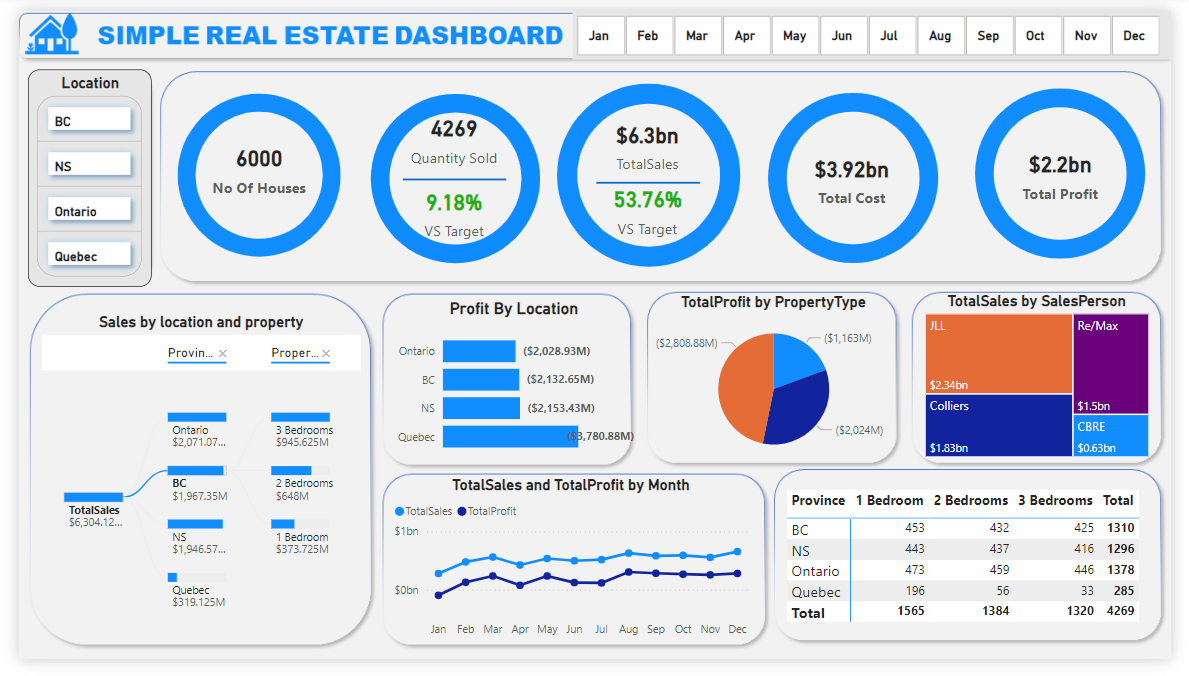 SIMPLE REAL ESTATE DASHBOARD
Jan Feb Mar Apr May Jun Jul Aug Sep Oct Nov Dec
Location
BC
NS
Ontario
Quebec
6000
No Of Houses
4269
Quantity Sold
9.18%
VS Target
$6.3bn
TotalSales
53.76%
VS Target
$3.92bn
Total Cost
$2.2bn
Total Profit
Sales by location and property
Provin... Proper...
TotalSales
$6,304.12...
Ontario
$2,071.07...
BC
$1,967.35M
NS
$1,946.57...
Quebec
$319.125M
3 Bedrooms
$945.625M
2 Bedrooms
$648M
1 Bedroom
$373.725M
Profit By Location
Ontario ($2,028.93M)
BC ($2,132.65M)
NS ($2,153.43M)
Quebec ($3,780.88M)
TotalProfit by PropertyType
($2,808.88M)
($1,163M)
($2,024M)
TotalSales by SalesPerson
JLL
$2.34bn
Colliers
$1.83bn
Re/Max
$1.5bn
CBRE
$0.63bn
TotalSales and TotalProfit by Month
TotalSales TotalProfit
$1bn
$0bn
Jan Feb Mar Apr May Jun Jul Aug Sep Oct Nov Dec
Province 1 Bedroom 2 Bedrooms 3 Bedrooms Total
BC 453 432 425 1310
NS 443 437 416 1296
Ontario 473 459 446 1378
Quebec 196 56 33 285
Total 1565 1384 1320 4269